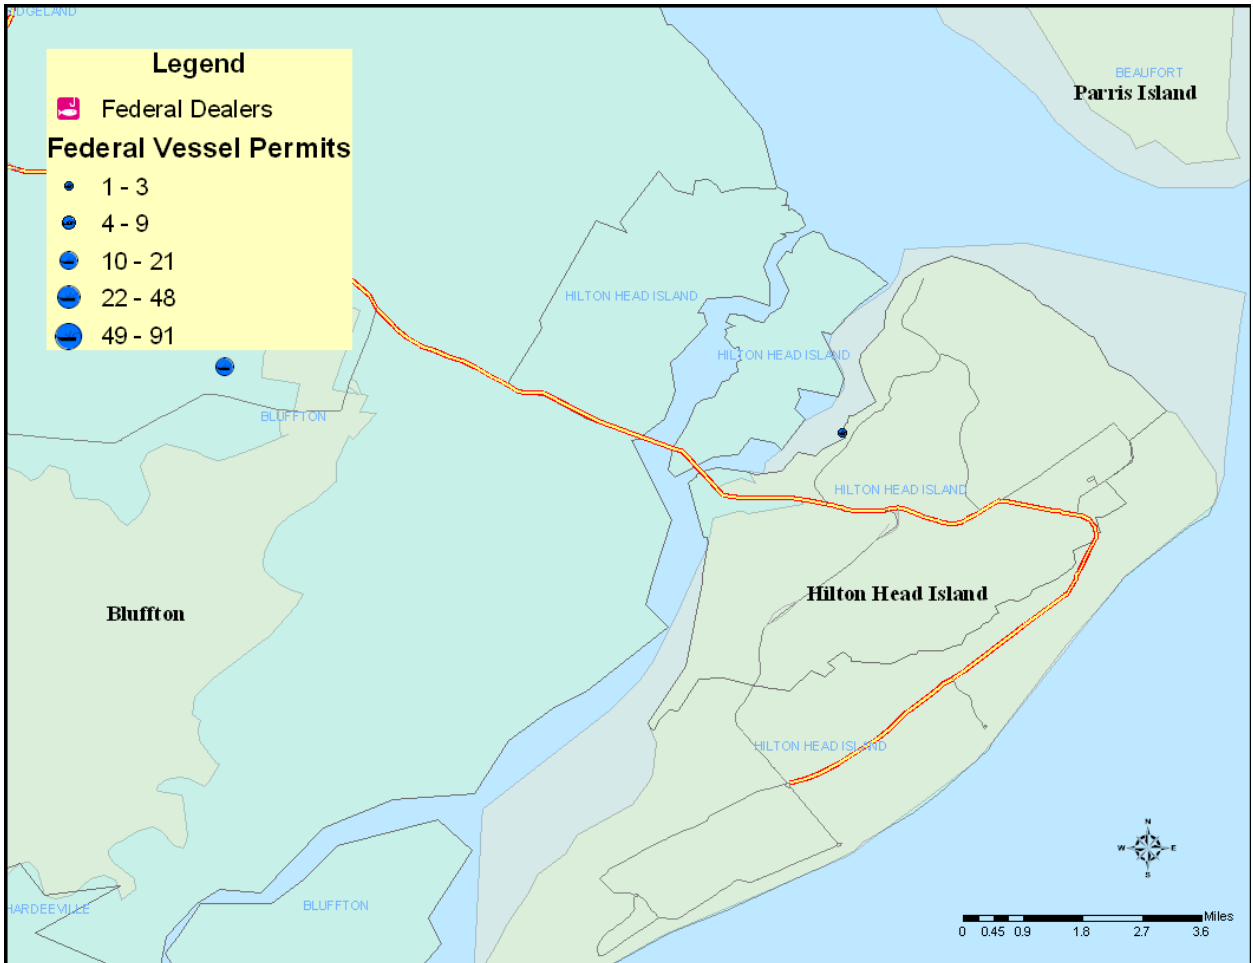 IDGELAND
Legend
Federal Dealers
Federal Vessel Permits
1 - 3
4 - 9
10 - 21
22 - 48
49 - 91
BEAUFORT
Parris Island
HILTON HEAD ISLAND
HILTON HEAD ISLAND
BLUFFTON
HILTON HEAD ISLAND
Hilton Head Island
Bluffton
HILTON HEAD ISLAND
N
W E
S
HARDEEVILLE
BLUFFTON
Miles
0 0.45 0.9 1.8 2.7 3.6